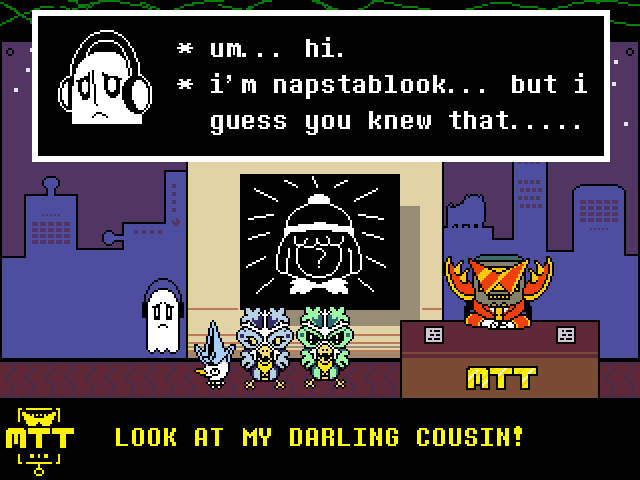 * um... hi.
* i'm napstablook... but i
guess you knew that.....
?
MTT
MTT
LOOK AT MY DARLING COUSIN!